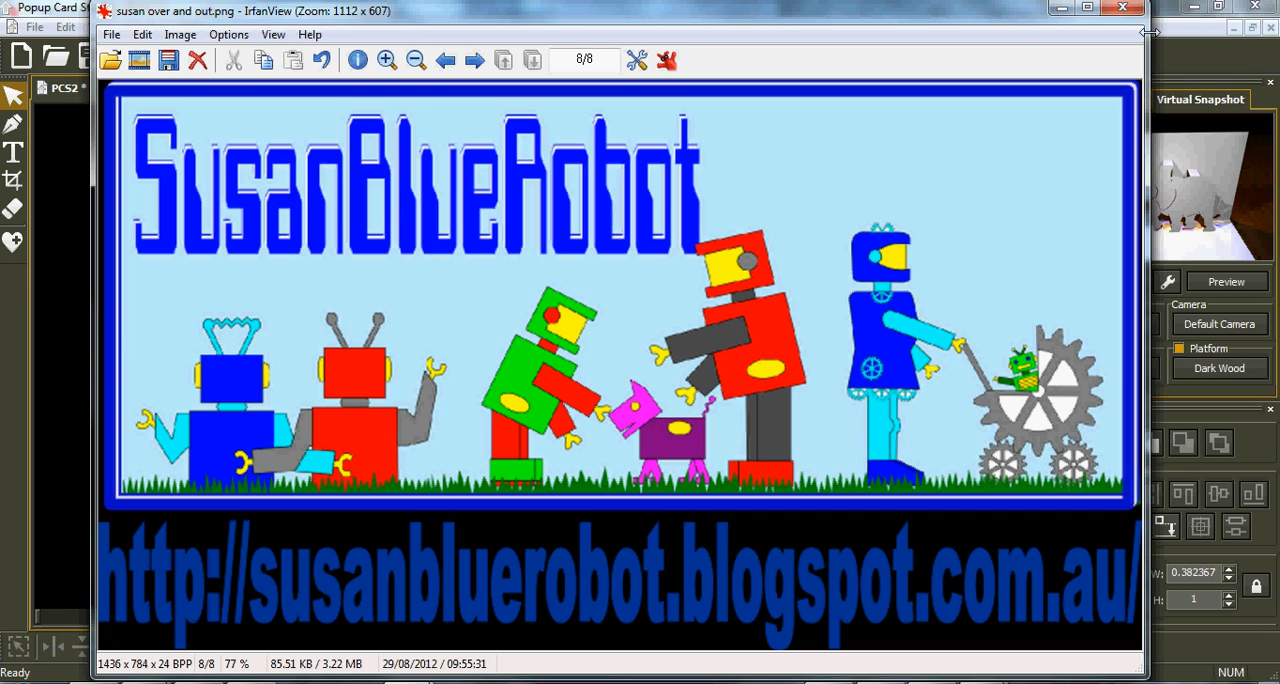 Popup Card St
susan over and out.png - IrfanView (Zoom: 1112 x 607)
File Edit
File Edit Image Options View Help
8/8
PCS2 *
Virtual Snapshot
SusanBlueRobot
Preview
Camera
Default Camera
Platform
Dark Wood
http://susanbluerobot.blogspot.com.au/
W: 0.382367
H: 1
1436 x 784 x 24 BPP 8/8 77 % 85.51 KB / 3.22 MB 29/08/2012 / 09:55:31
Ready
NUM